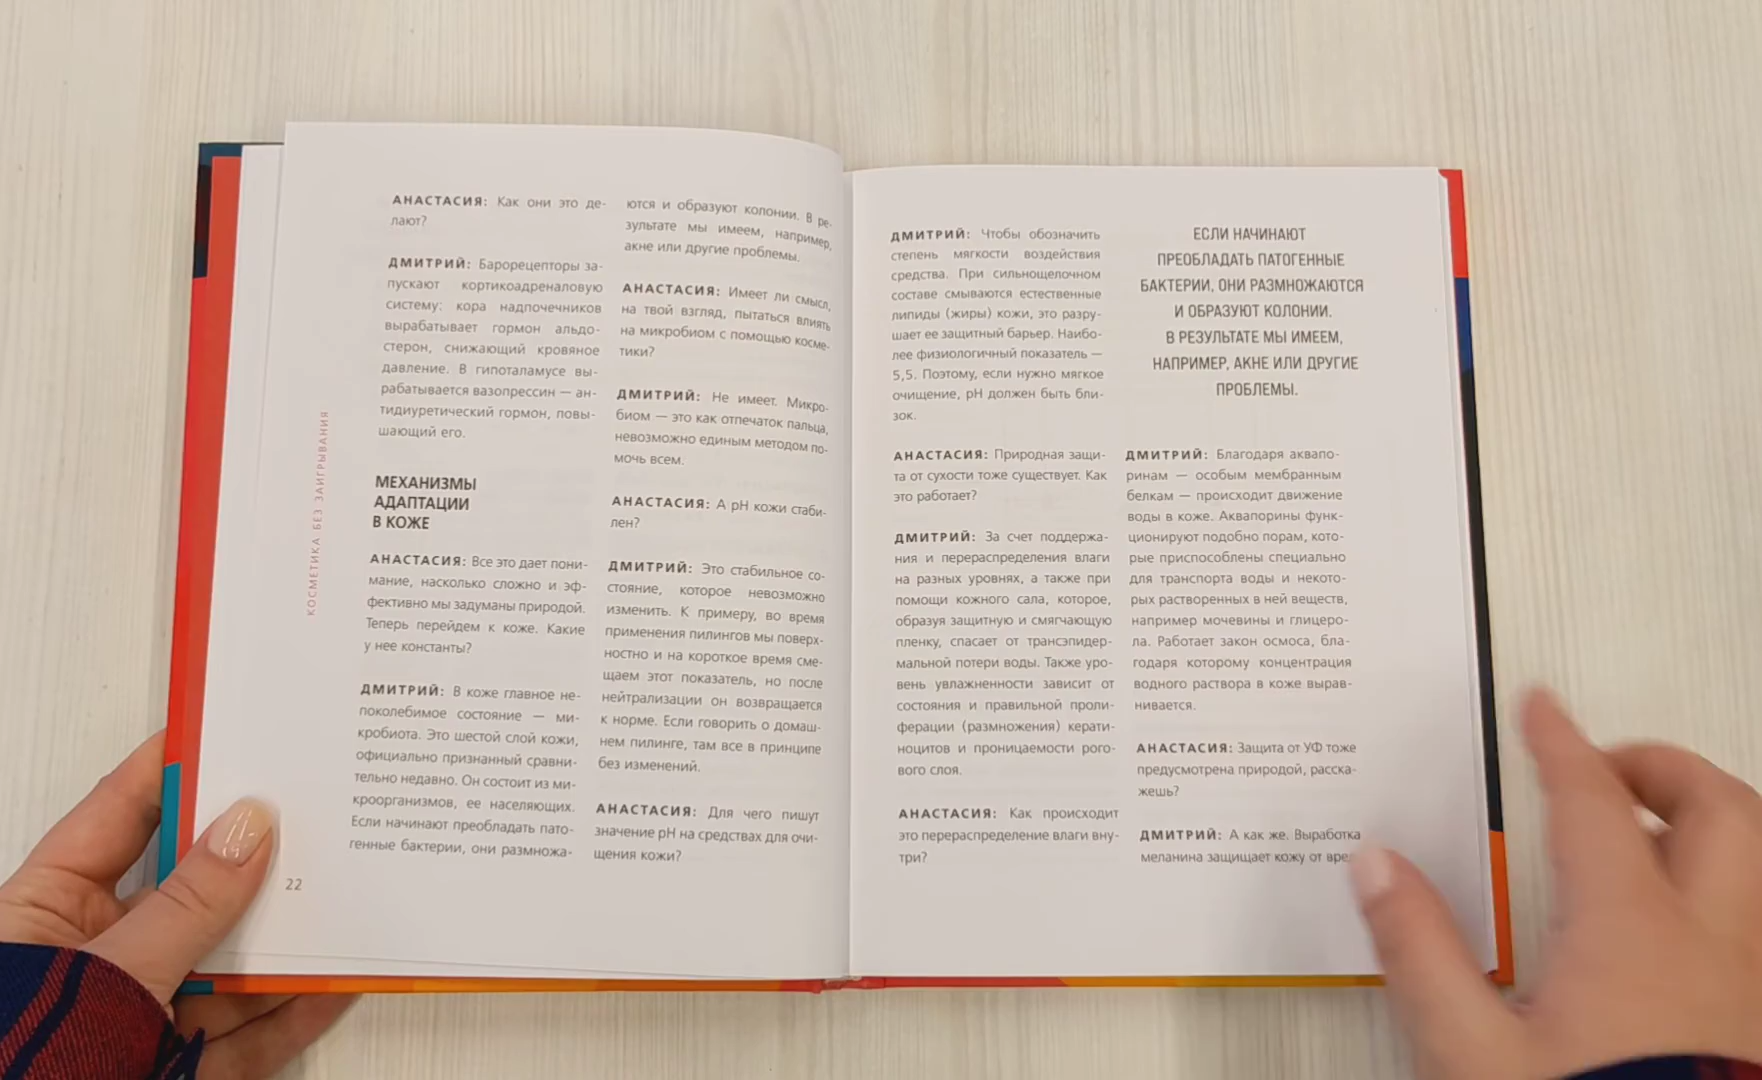 КОСМЕТИКА БЕЗ ЗАИГРЫВАНИЯ
АНАСТАСИЯ: Как они это де-
лают?
ДМИТРИЙ: Барорецепторы за-
пускают кортикоадреналовую
систему: кора надпочечников
вырабатывает гормон альдо-
стерон, снижающий кровяное
давление. В гипоталамусе вы-
рабатывается вазопрессин — ан-
тидиуретический гормон, повы-
шающий его.
МЕХАНИЗМЫ
АДАПТАЦИИ
В КОЖЕ
АНАСТАСИЯ: Все это дает пони-
мание, насколько сложно и эф-
фективно мы задуманы природой.
Теперь перейдем к коже. Какие
у нее константы?
ДМИТРИЙ: В коже главное не-
поколебимое состояние — ми-
кробиота. Это шестой слой кожи,
официально признанный сравни-
тельно недавно. Он состоит из ми-
кроорганизмов, ее населяющих.
Если начинают преобладать пато-
генные бактерии, они размножа-
ются и образуют колонии. В ре-
зультате мы имеем, например,
акне или другие проблемы.
АНАСТАСИЯ: Имеет ли смысл,
на твой взгляд, пытаться влиять
на микробиом с помощью косме-
тики?
ДМИТРИЙ: Не имеет. Микро-
биом — это как отпечаток пальца,
невозможно единым методом по-
мочь всем.
АНАСТАСИЯ: А pH кожи стаби-
лен?
ДМИТРИЙ: Это стабильное со-
стояние, которое невозможно
изменить. К примеру, во время
применения пилингов мы поверх-
ностно и на короткое время сме-
щаем этот показатель, но после
нейтрализации он возвращается
к норме. Если говорить о домаш-
нем пилинге, там все в принципе
без изменений.
АНАСТАСИЯ: Для чего пишут
значение pH на средствах для очи-
щения кожи?
22
ДМИТРИЙ: Чтобы обозначить
степень мягкости воздействия
средства. При сильнощелочном
составе смываются естественные
липиды (жиры) кожи, это разру-
шает ее защитный барьер. Наибо-
лее физиологичный показатель —
5,5. Поэтому, если нужно мягкое
очищение, pH должен быть бли-
зок.
АНАСТАСИЯ: Природная защи-
та от сухости тоже существует. Как
это работает?
ДМИТРИЙ: За счет поддержа-
ния и перераспределения влаги
на разных уровнях, а также при
помощи кожного сала, которое,
образуя защитную и смягчающую
пленку, спасает от трансэпидер-
мальной потери воды. Также уро-
вень увлажненности зависит от
состояния и правильной проли-
ферации (размножения) керати-
ноцитов и проницаемости рого-
вого слоя.
АНАСТАСИЯ: Как происходит
это перераспределение влаги вну-
три?
ЕСЛИ НАЧИНАЮТ
ПРЕОБЛАДАТЬ ПАТОГЕННЫЕ
БАКТЕРИИ, ОНИ РАЗМНОЖАЮТСЯ
И ОБРАЗУЮТ КОЛОНИИ.
В РЕЗУЛЬТАТЕ МЫ ИМЕЕМ,
НАПРИМЕР, АКНЕ ИЛИ ДРУГИЕ
ПРОБЛЕМЫ.
ДМИТРИЙ: Благодаря аквапо-
ринам — особым мембранным
белкам — происходит движение
воды в коже. Аквапорины функ-
ционируют подобно порам, кото-
рые приспособлены специально
для транспорта воды и некото-
рых растворенных в ней веществ,
например мочевины и глицеро-
ла. Работает закон осмоса, бла-
годаря которому концентрация
водного раствора в коже вырав-
нивается.
АНАСТАСИЯ: Защита от УФ тоже
предусмотрена природой, расска-
жешь?
ДМИТРИЙ: А как же. Выработка
меланина защищает кожу от